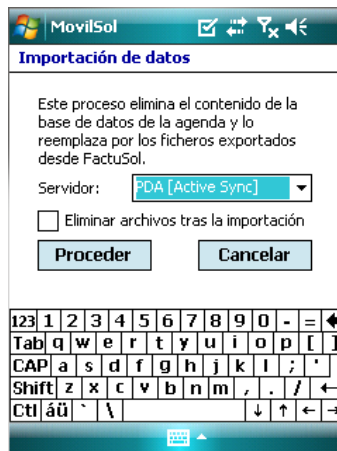 MovilSol
Importación de datos
Este proceso elimina el contenido de la
base de datos de la agenda y lo
reemplaza por los ficheros exportados
desde FactuSol.
Servidor: PDA [Active Sync]
Eliminar archivos tras la importación
Proceder Cancelar
123 1 2 3 4 5 6 7 8 9 0 - =
Tab q w e r t y u i o p [ ]
CAP a s d f g h j k l ; '
Shift z x c v b n m , . /
Ctl áü ` \